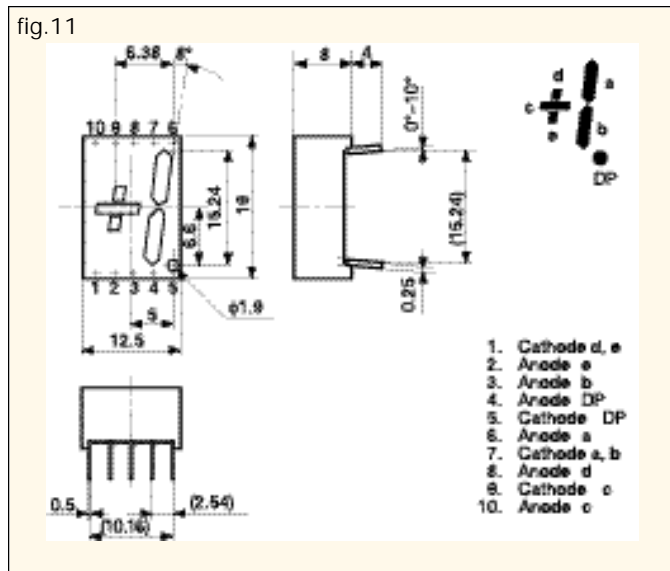 fig.11
6.38 8°
8 4
0°–10°
d
a
c
e
b
DP
10 9 8 7 6
15.24
6.6
19
(15.24)
0.25
1 2 3 4 5
5
φ1.9
12.5
1. Cathode d, e
2. Anode e
3. Anode b
4. Anode DP
5. Cathode DP
6. Anode a
7. Cathode a, b
8. Anode d
9. Cathode c
10. Anode c
0.5
(2.54)
(10.16)